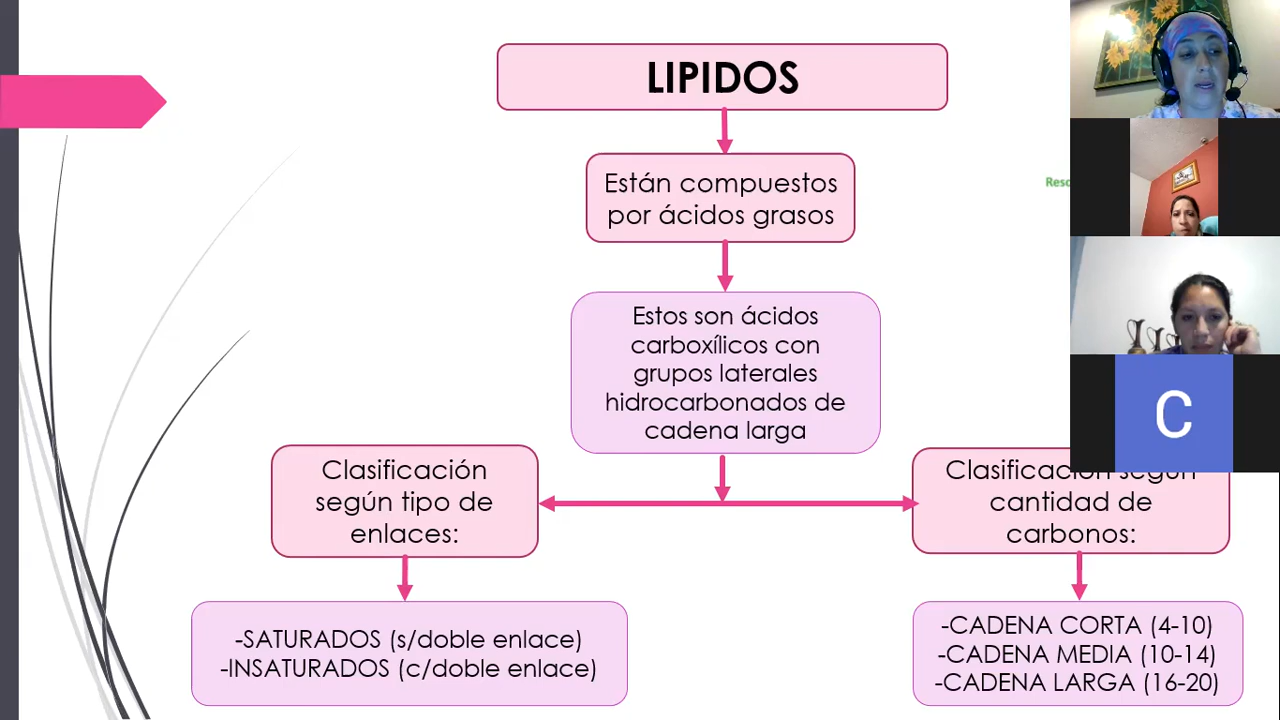 LIPIDOS
Están compuestos
por ácidos grasos
Estos son ácidos
carboxílicos con
grupos laterales
hidrocarbonados de
cadena larga
Clasificación
según tipo de
enlaces:
-SATURADOS (s/doble enlace)
-INSATURADOS (c/doble enlace)
Clasificación según
cantidad de
carbonos:
-CADENA CORTA (4-10)
-CADENA MEDIA (10-14)
-CADENA LARGA (16-20)
C